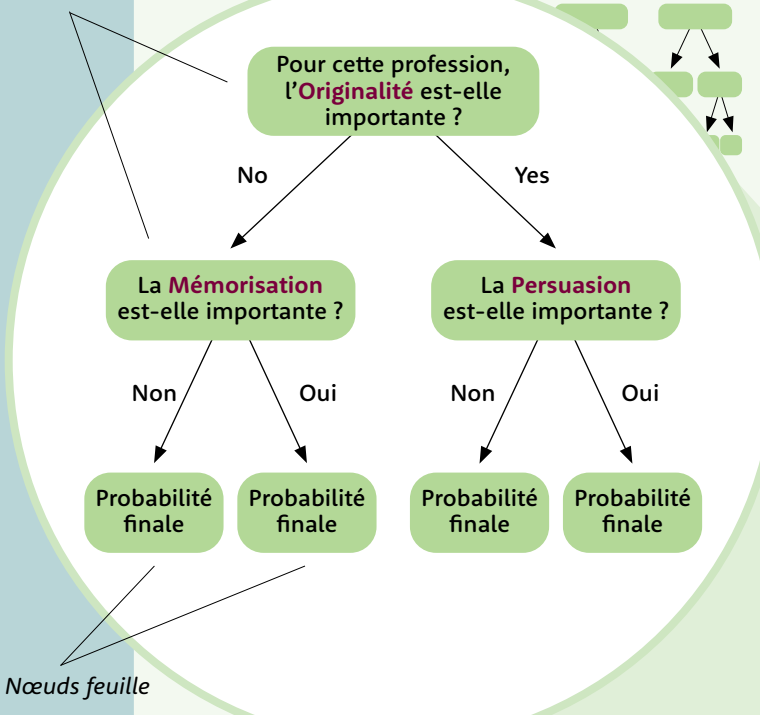 Pour cette profession,
l’Originalité est-elle
importante ?
No
Yes
La Mémorisation
est-elle importante ?
La Persuasion
est-elle importante ?
Non
Oui
Non
Oui
Probabilité
finale
Probabilité
finale
Probabilité
finale
Probabilité
finale
Nœuds feuille